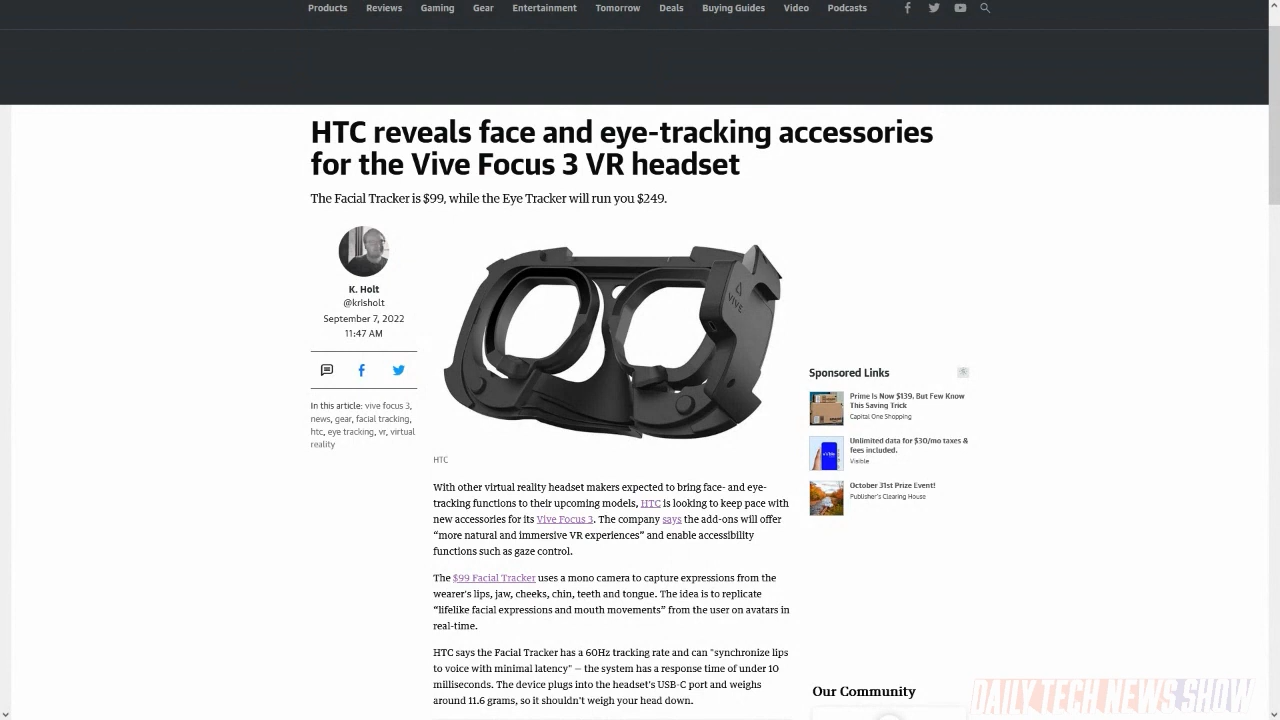 Products Reviews Gaming Gear Entertainment Tomorrow Deals Buying Guides Video Podcasts
HTC reveals face and eye-tracking accessories
for the Vive Focus 3 VR headset
The Facial Tracker is $99, while the Eye Tracker will run you $249.
K. Holt
@krisholt
September 7, 2022
11:47 AM
In this article: vive focus 3,
news, gear, facial tracking,
htc, eye tracking, vr, virtual
reality
VIVE
HTC
With other virtual reality headset makers expected to bring face- and eye-
tracking functions to their upcoming models, HTC is looking to keep pace with
new accessories for its Vive Focus 3. The company says the add-ons will offer
“more natural and immersive VR experiences” and enable accessibility
functions such as gaze control.
The $99 Facial Tracker uses a mono camera to capture expressions from the
wearer's lips, jaw, cheeks, chin, teeth and tongue. The idea is to replicate
“lifelike facial expressions and mouth movements” from the user on avatars in
real-time.
HTC says the Facial Tracker has a 60Hz tracking rate and can "synchronize lips
to voice with minimal latency" — the system has a response time of under 10
milliseconds. The device plugs into the headset's USB-C port and weighs
around 11.6 grams, so it shouldn't weigh your head down.
Sponsored Links
Prime Is Now $139, But Few Know
This Saving Trick
Capital One Shopping
Unlimited data for $30/mo taxes &
fees included.
Visible
October 31st Prize Event!
Publisher's Clearing House
Our Community
DAILY TECH NEWS SHOW